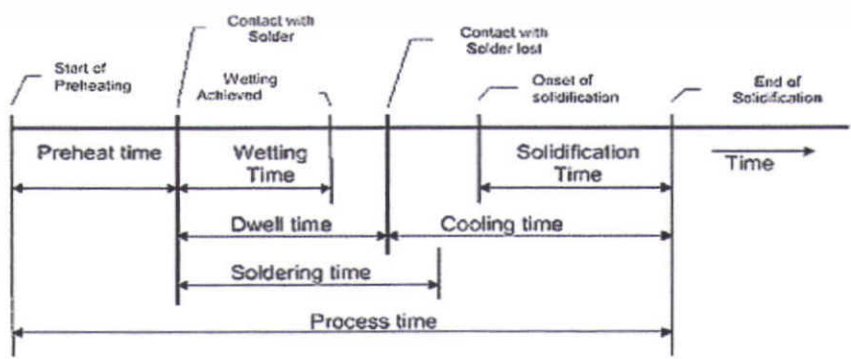 Contact with
Solder
Contact with
Solder lost
Start of
Preheating
Wetting
Achieved
Onset of
solidification
End of
Solidification
Preheat time
Wetting
Time
Solidification
Time
Time
Dwell time
Cooling time
Soldering time
Process time